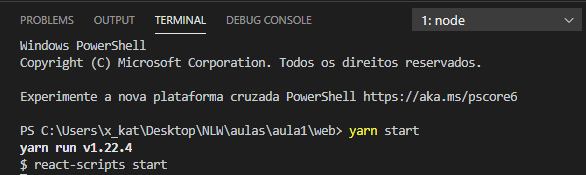 PROBLEMS OUTPUT TERMINAL DEBUG CONSOLE 1: node
Windows PowerShell
Copyright (C) Microsoft Corporation. Todos os direitos reservados.
Experimente a nova plataforma cruzada PowerShell https://aka.ms/pscore6
PS C:\Users\x_kat\Desktop\NLW\aulas\aula1\web> yarn start
yarn run v1.22.4
$ react-scripts start